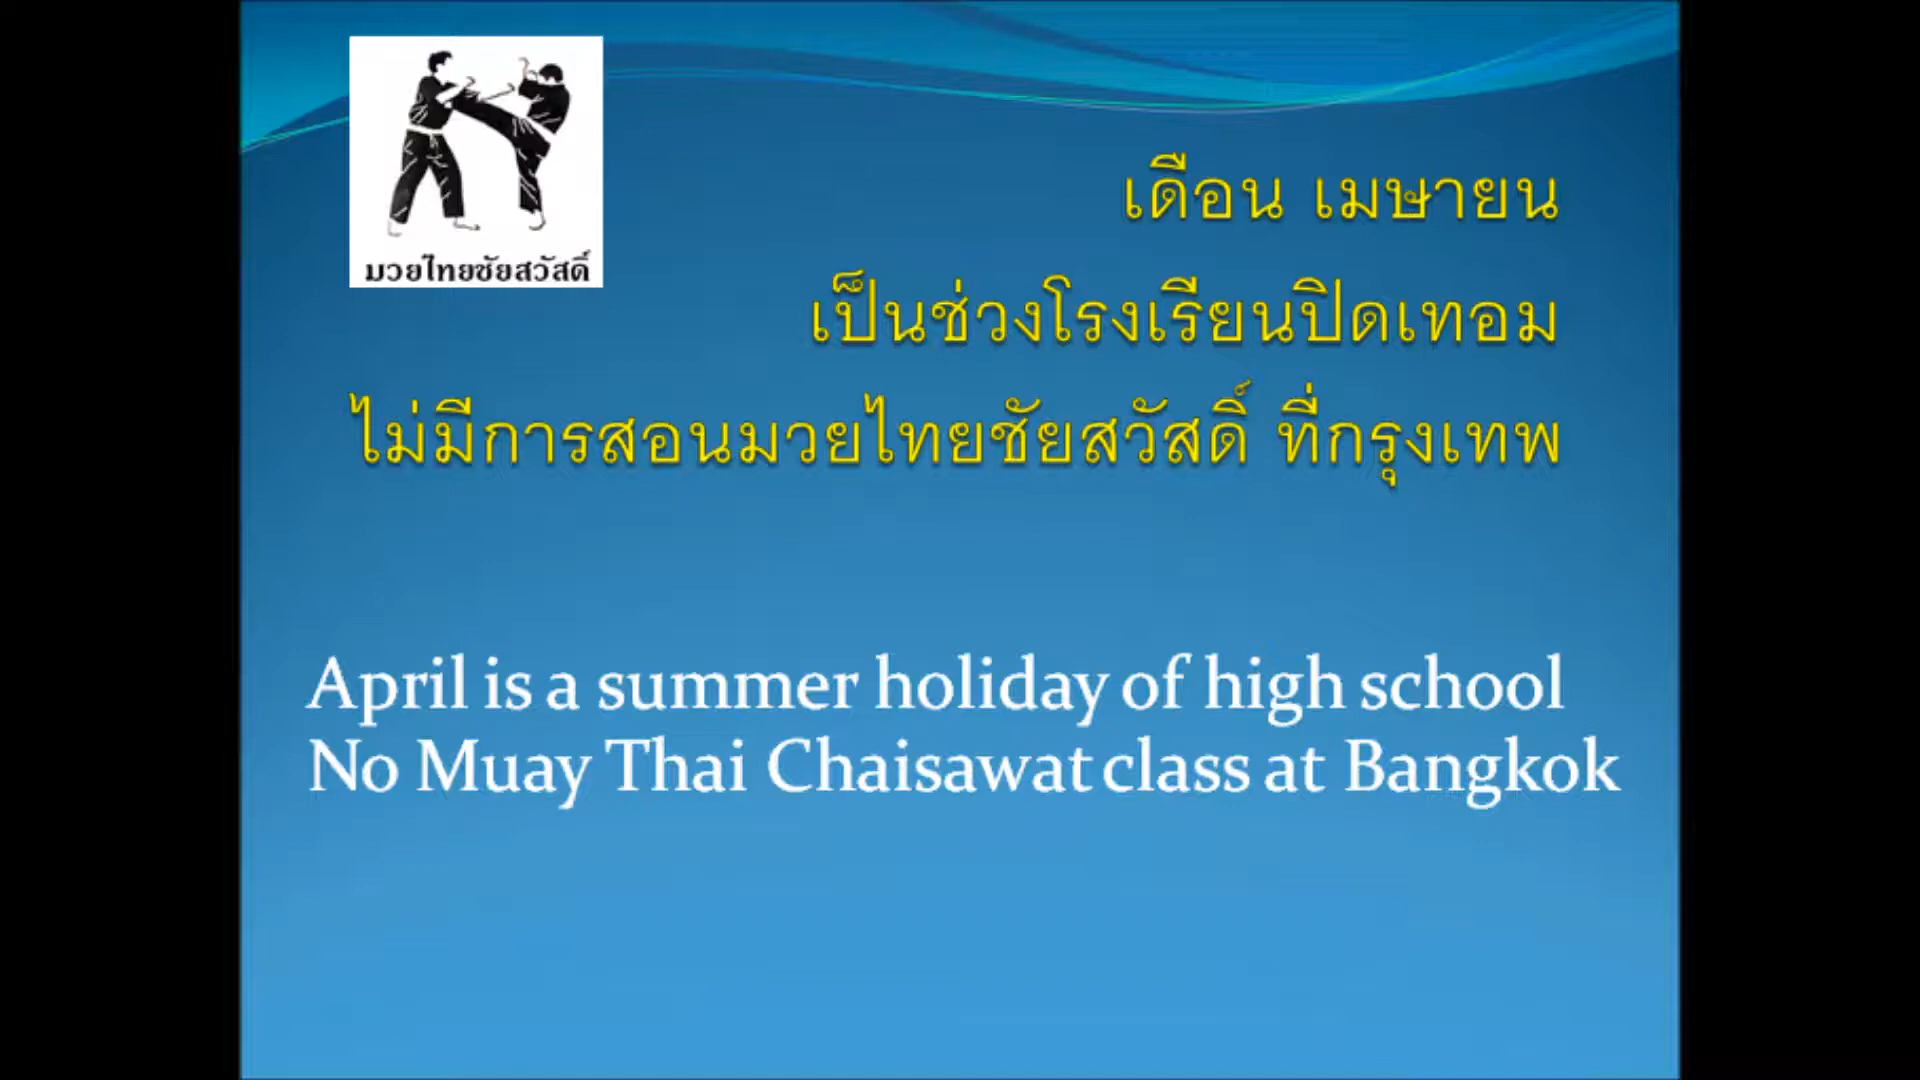 มวยไทยชัยสวัสดิ์
เดือน เมษายน
เป็นช่วงโรงเรียนปิดเทอม
ไม่มีการสอนมวยไทยชัยสวัสดิ์ ที่กรุงเทพ
April is a summer holiday of high school
No Muay Thai Chaisawat class at Bangkok